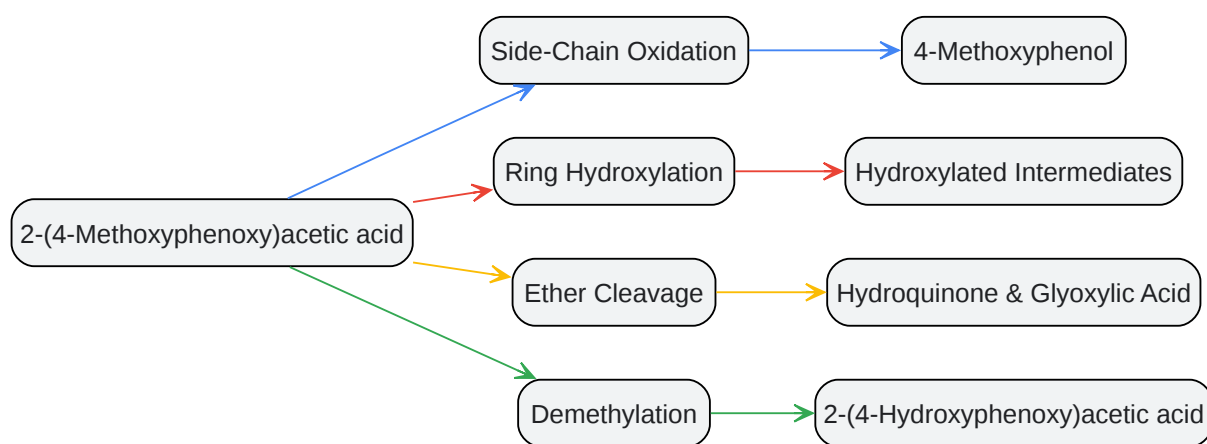 Side-Chain Oxidation
4-Methoxyphenol
Ring Hydroxylation
Hydroxylated Intermediates
2-(4-Methoxyphenoxy)acetic acid
Ether Cleavage
Hydroquinone & Glyoxylic Acid
Demethylation
2-(4-Hydroxyphenoxy)acetic acid